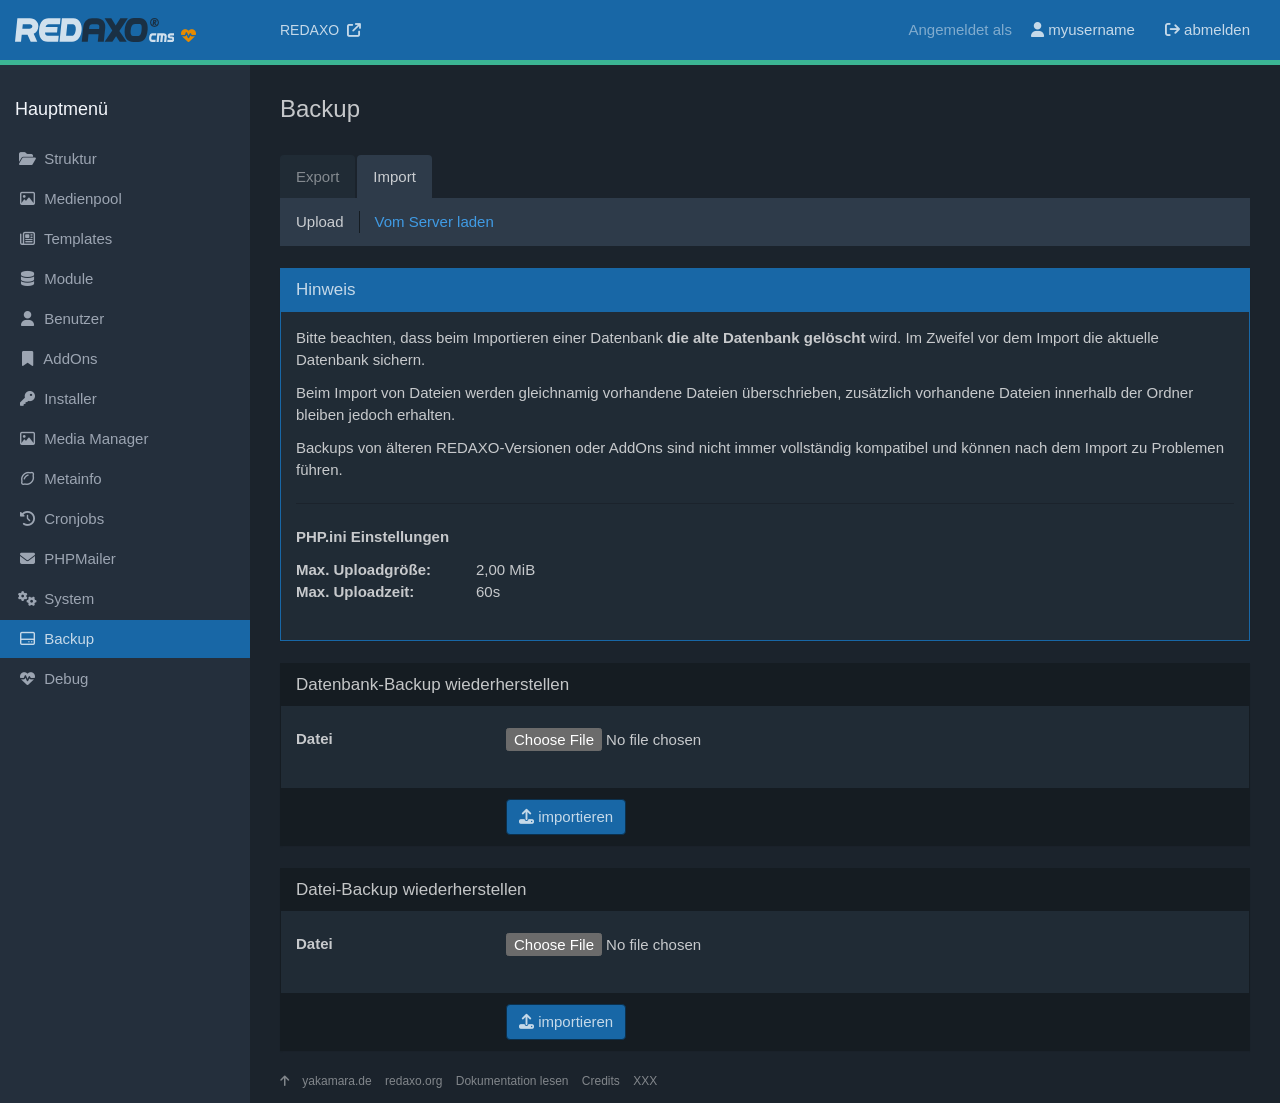 REDAXO® cms
REDAXO
Angemeldet als myusername abmelden
Hauptmenü
Struktur
Medienpool
Templates
Module
Benutzer
AddOns
Installer
Media Manager
Metainfo
Cronjobs
PHPMailer
System
Backup
Debug
Backup
Export Import
Upload Vom Server laden
Hinweis
Bitte beachten, dass beim Importieren einer Datenbank die alte Datenbank gelöscht wird. Im Zweifel vor dem Import die aktuelle
Datenbank sichern.
Beim Import von Dateien werden gleichnamig vorhandene Dateien überschrieben, zusätzlich vorhandene Dateien innerhalb der Ordner
bleiben jedoch erhalten.
Backups von älteren REDAXO-Versionen oder AddOns sind nicht immer vollständig kompatibel und können nach dem Import zu Problemen
führen.
PHP.ini Einstellungen
Max. Uploadgröße: 2,00 MiB
Max. Uploadzeit: 60s
Datenbank-Backup wiederherstellen
Datei Choose File No file chosen
importieren
Datei-Backup wiederherstellen
Datei Choose File No file chosen
importieren
yakamara.de redaxo.org Dokumentation lesen Credits XXX